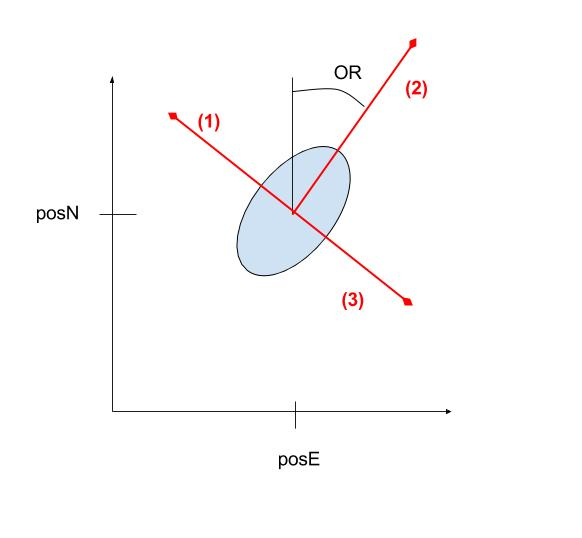 OR
(2)
(1)
posN
(3)
posE